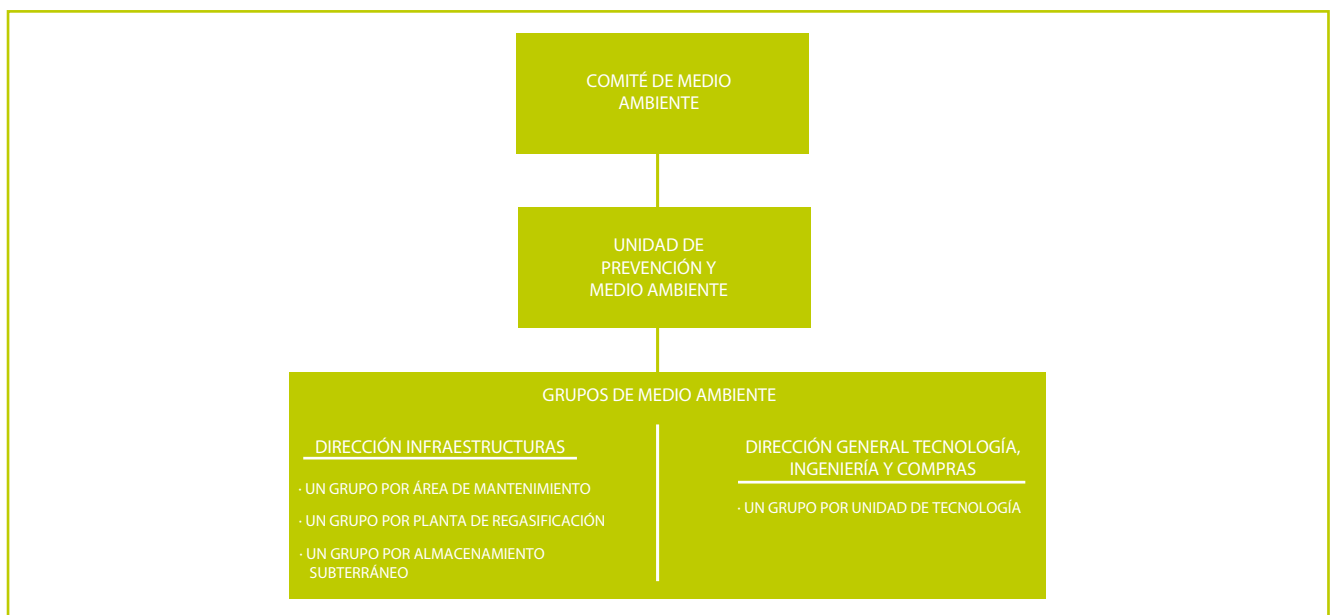 COMITÉ DE MEDIO
AMBIENTE
UNIDAD DE
PREVENCIÓN Y
MEDIO AMBIENTE
GRUPOS DE MEDIO AMBIENTE
DIRECCIÓN INFRAESTRUCTURAS
· UN GRUPO POR ÁREA DE MANTENIMIENTO
· UN GRUPO POR PLANTA DE REGASIFICACIÓN
· UN GRUPO POR ALMACENAMIENTO
SUBTERRÁNEO
DIRECCIÓN GENERAL TECNOLOGÍA,
INGENIERÍA Y COMPRAS
· UN GRUPO POR UNIDAD DE TECNOLOGÍA